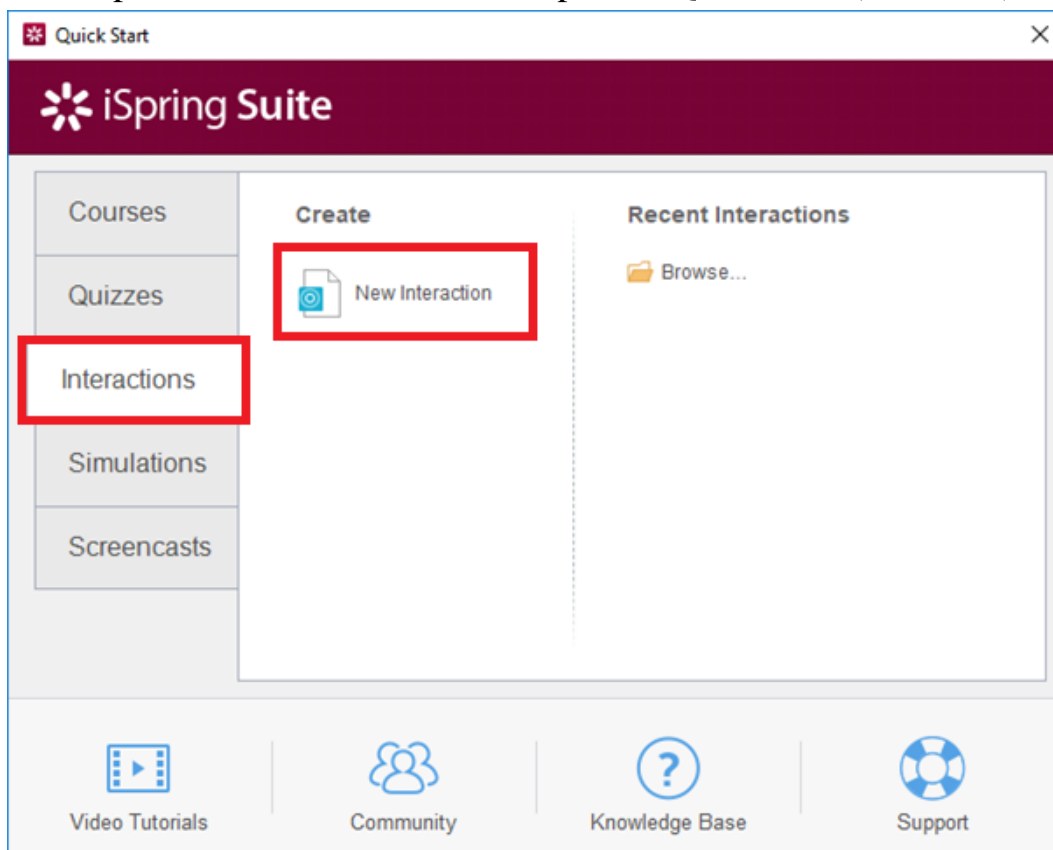 Quick Start
iSpring Suite
Courses
Quizzes
Interactions
Simulations
Screencasts
Create
New Interaction
Recent Interactions
Browse...
Video Tutorials
Community
Knowledge Base
Support